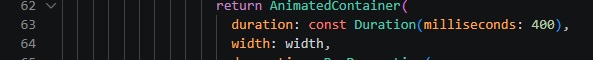 62 return AnimatedContainer(
63 duration: const Duration(milliseconds: 400),
64 width: width,